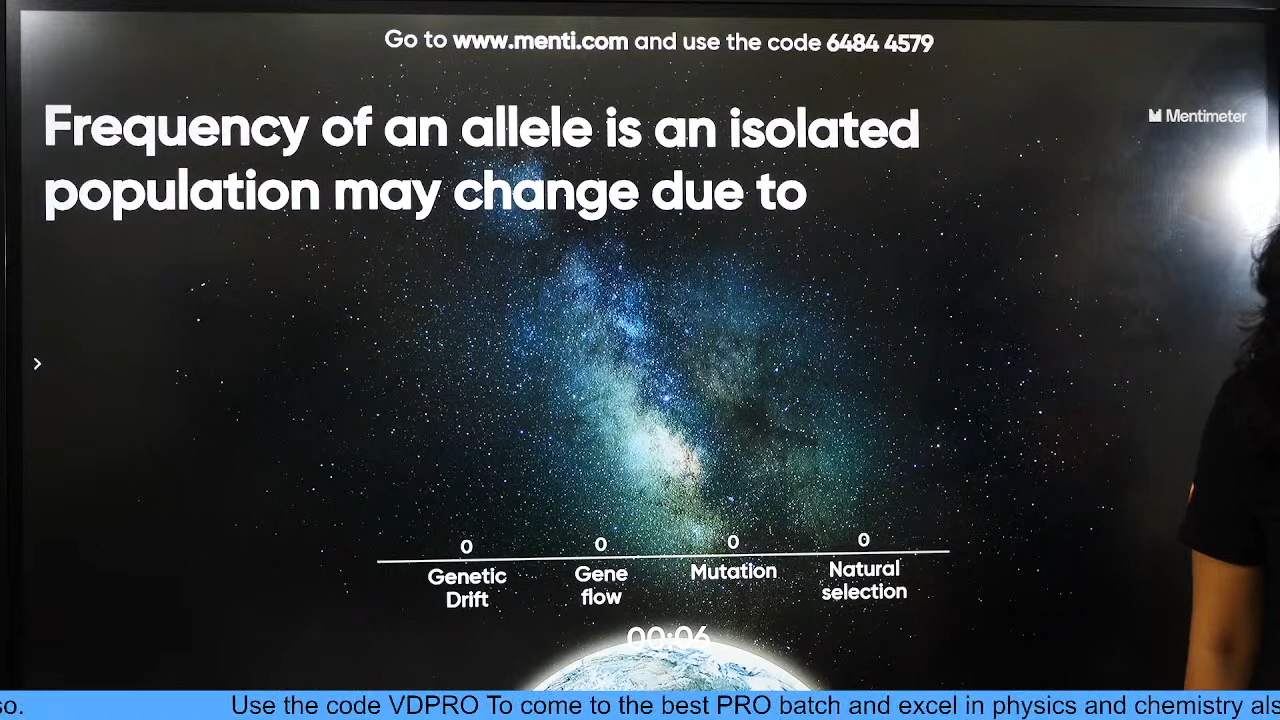 Go to www.menti.com and use the code 6484 4579
Mentimeter
Frequency of an allele is an isolated
population may change due to
0 0 0 0
Genetic Drift
Gene flow
Mutation
Natural selection
00:06
so. Use the code VDPRO To come to the best PRO batch and excel in physics and chemistry als